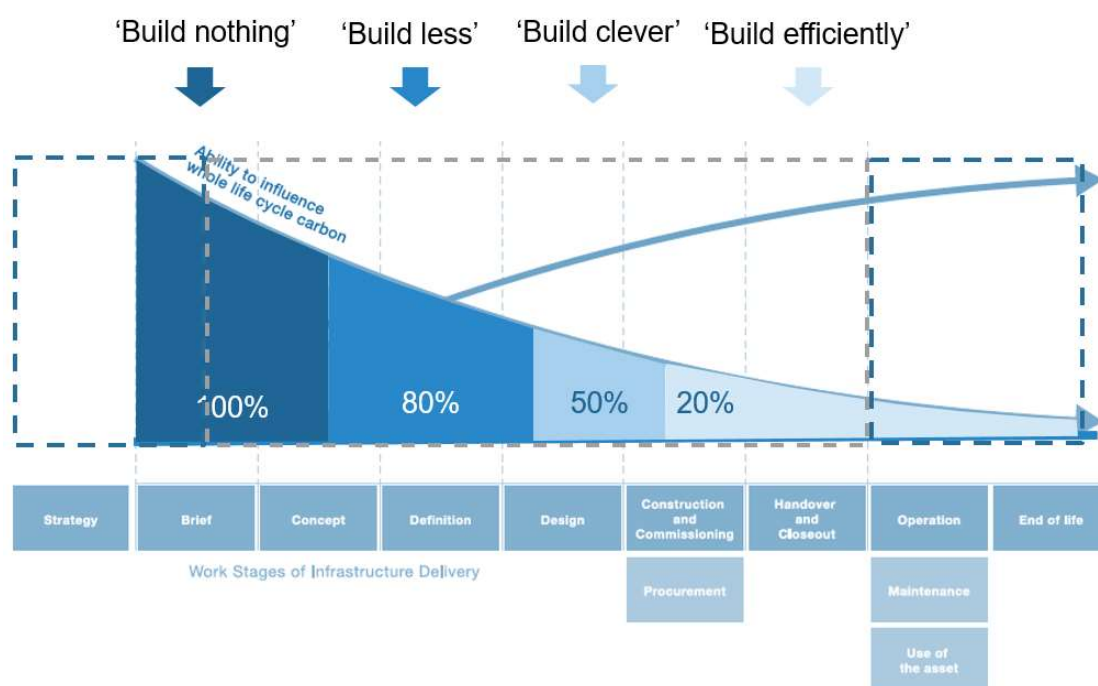 ‘Build nothing’
‘Build less’
‘Build clever’
‘Build efficiently’
Ability to influence
whole life cycle carbon
100%
80%
50%
20%
Strategy
Brief
Concept
Definition
Design
Construction
and
Commissioning
Handover
and
Closeout
Operation
End of life
Work Stages of Infrastructure Delivery
Procurement
Maintenance
Use of
the asset